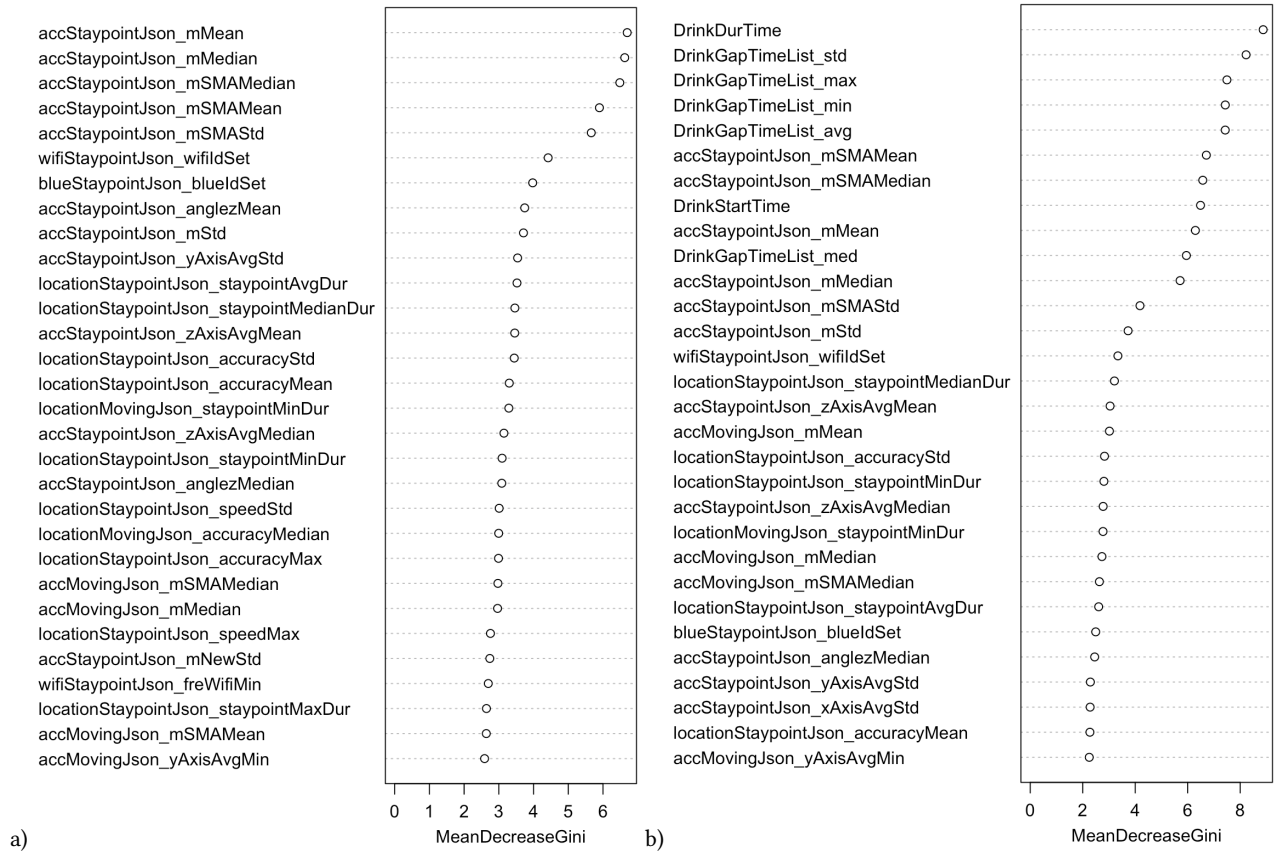 accStaypointJson_mMean
accStaypointJson_mMedian
accStaypointJson_mSMAMedian
accStaypointJson_mSMAMean
accStaypointJson_mSMAStd
wifiStaypointJson_wifiIdSet
blueStaypointJson_blueIdSet
accStaypointJson_anglezMean
accStaypointJson_mStd
accStaypointJson_yAxisAvgStd
locationStaypointJson_staypointAvgDur
locationStaypointJson_staypointMedianDur
accStaypointJson_zAxisAvgMean
locationStaypointJson_accuracyStd
locationStaypointJson_accuracyMean
locationMovingJson_staypointMinDur
accStaypointJson_zAxisAvgMedian
locationStaypointJson_staypointMinDur
accStaypointJson_anglezMedian
locationStaypointJson_speedStd
locationMovingJson_accuracyMedian
locationStaypointJson_accuracyMax
accMovingJson_mSMAMedian
accMovingJson_mMedian
locationStaypointJson_speedMax
accStaypointJson_mNewStd
wifiStaypointJson_freWifiMin
locationStaypointJson_staypointMaxDur
accMovingJson_mSMAMean
accMovingJson_yAxisAvgMin
0 1 2 3 4 5 6
MeanDecreaseGini
a)
DrinkDurTime
DrinkGapTimeList_std
DrinkGapTimeList_max
DrinkGapTimeList_min
DrinkGapTimeList_avg
accStaypointJson_mSMAMean
accStaypointJson_mSMAMedian
DrinkStartTime
accStaypointJson_mMean
DrinkGapTimeList_med
accStaypointJson_mMedian
accStaypointJson_mSMAStd
accStaypointJson_mStd
wifiStaypointJson_wifiIdSet
locationStaypointJson_staypointMedianDur
accStaypointJson_zAxisAvgMean
accMovingJson_mMean
locationStaypointJson_accuracyStd
locationStaypointJson_staypointMinDur
accStaypointJson_zAxisAvgMedian
locationMovingJson_staypointMinDur
accMovingJson_mMedian
accMovingJson_mSMAMedian
locationStaypointJson_staypointAvgDur
blueStaypointJson_blueIdSet
accStaypointJson_anglezMedian
accStaypointJson_yAxisAvgStd
accStaypointJson_xAxisAvgStd
locationStaypointJson_accuracyMean
accMovingJson_yAxisAvgMin
0 2 4 6 8
MeanDecreaseGini
b)